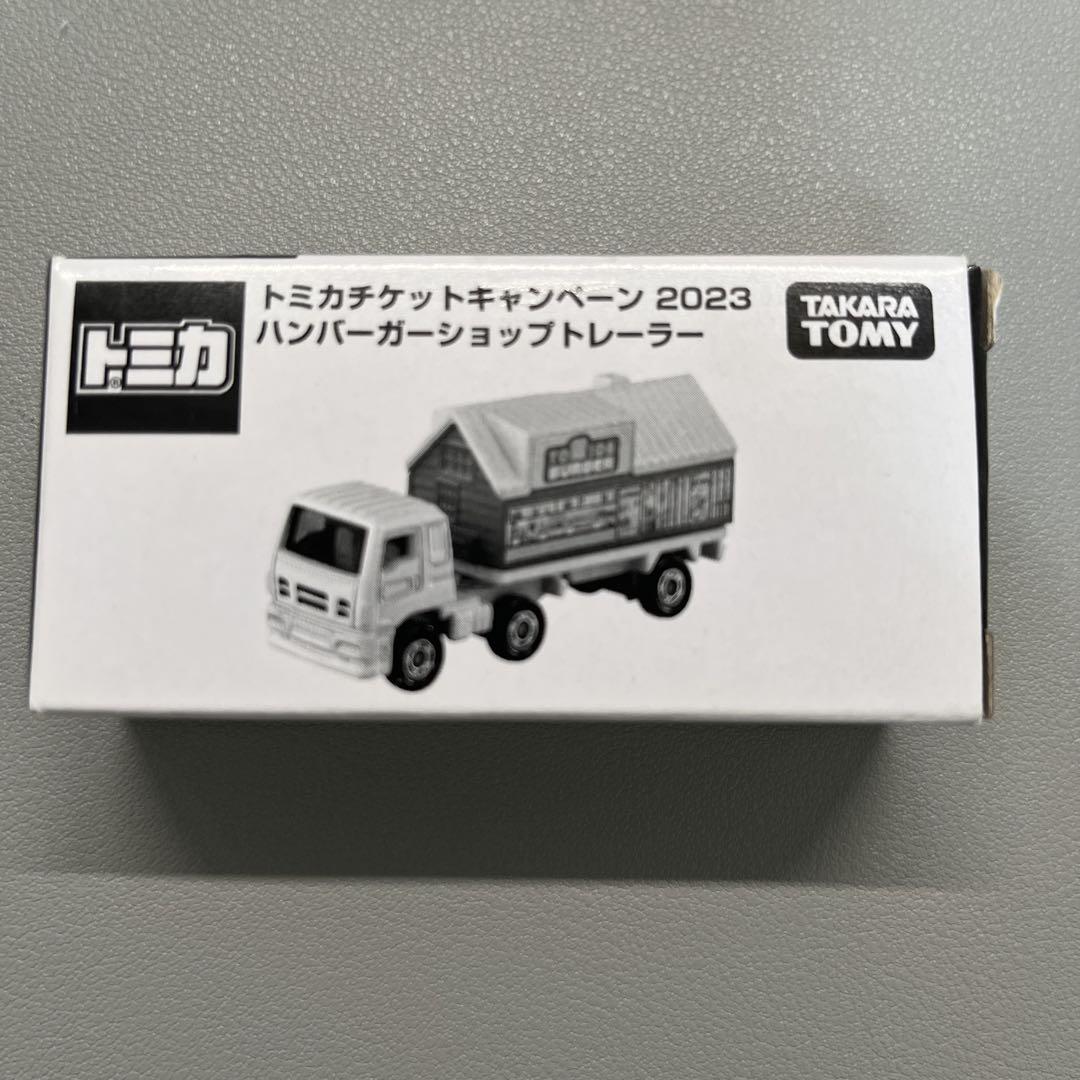 トミカチケットキャンペーン 2023
ハンバーガーショップトレーラー
トミカ®
TAKARA
TOMY
BURGER